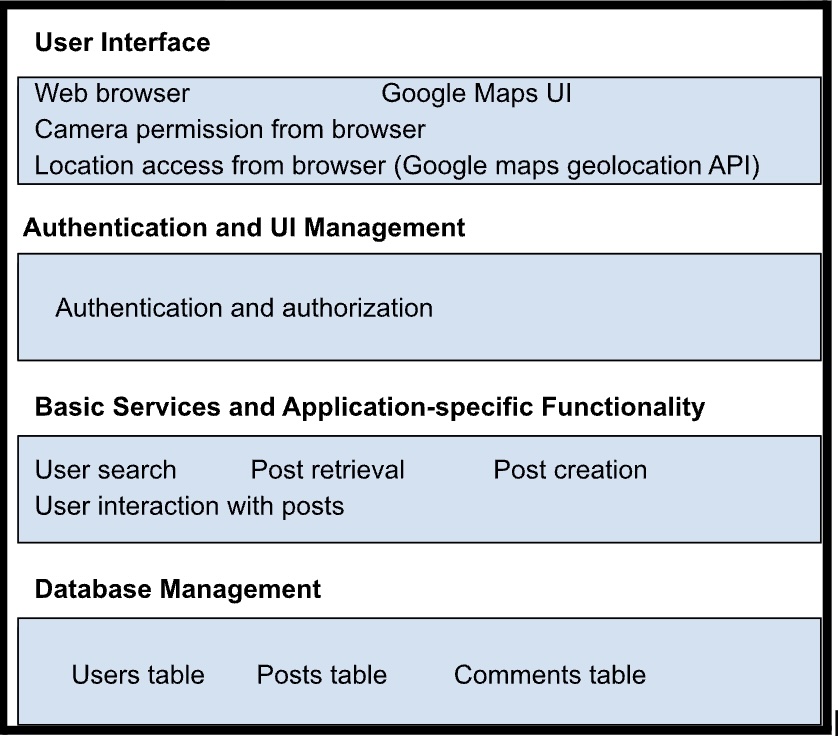 User Interface
Web browser Google Maps UI
Camera permission from browser
Location access from browser (Google maps geolocation API)
Authentication and UI Management
Authentication and authorization
Basic Services and Application-specific Functionality
User search Post retrieval Post creation
User interaction with posts
Database Management
Users table Posts table Comments table